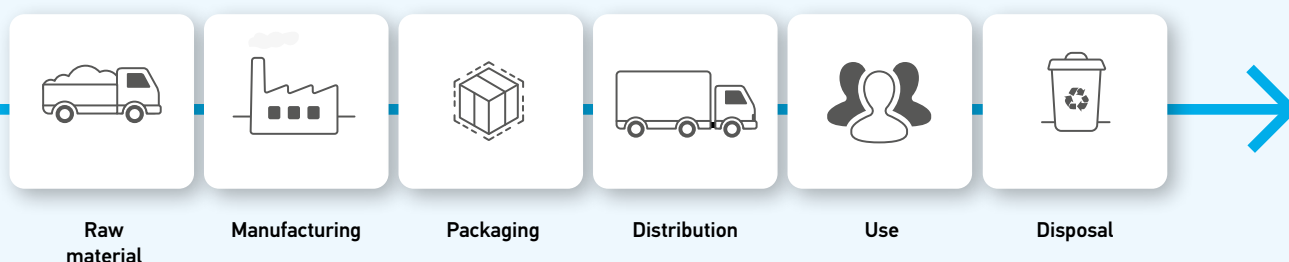 Raw
material
Manufacturing
Packaging
Distribution
Use
Disposal